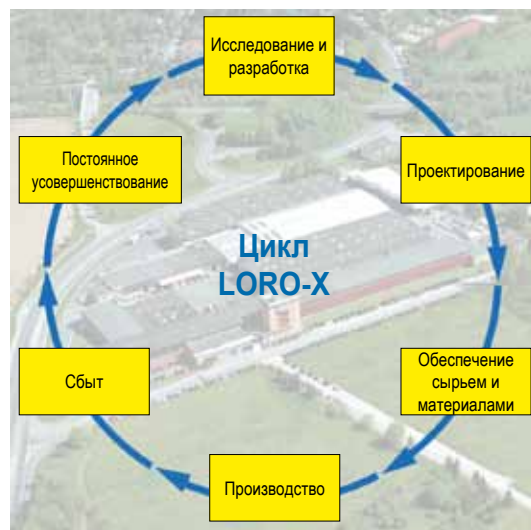 Исследование и
разработка
Проектирование
Обеспечение
сырьем и
материалами
Производство
Сбыт
Постоянное
усовершенствование
Цикл
LORO-X